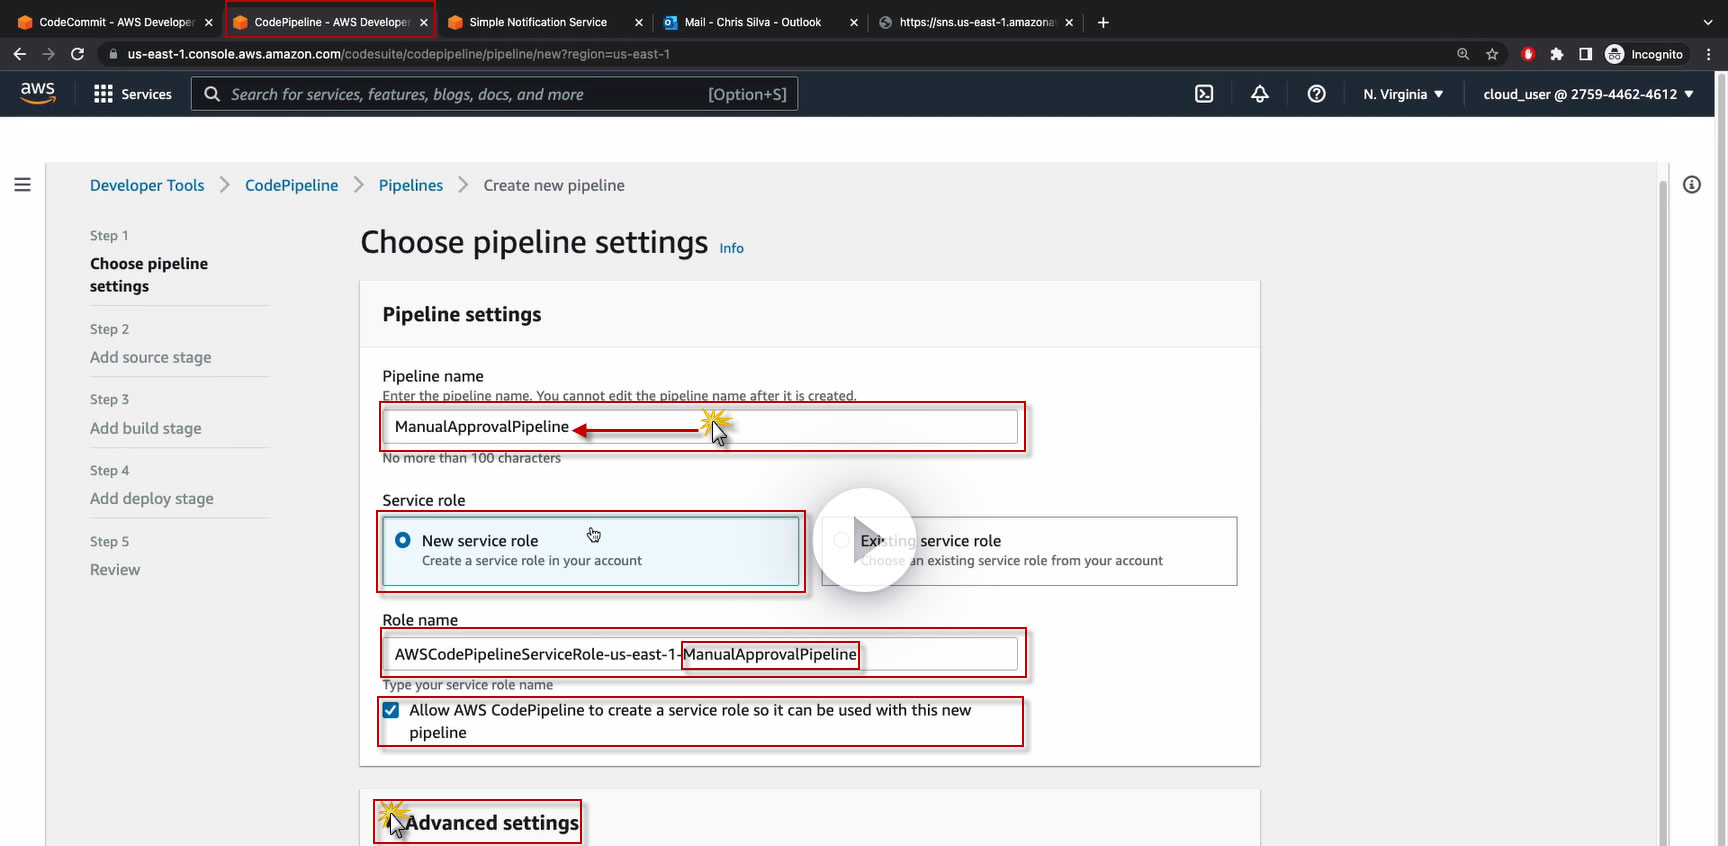 CodeCommit - AWS Developer
CodePipeline - AWS Developer
Simple Notification Service
Mail - Chris Silva - Outlook
https://sns.us-east-1.amazona
us-east-1.console.aws.amazon.com/codesuite/codepipeline/pipeline/new?region=us-east-1
Incognito
aws
Services
Search for services, features, blogs, docs, and more
[Option+S]
N. Virginia
cloud_user @ 2759-4462-4612
Developer Tools
CodePipeline
Pipelines
Create new pipeline
Step 1
Choose pipeline
settings
Step 2
Add source stage
Step 3
Add build stage
Step 4
Add deploy stage
Step 5
Review
Choose pipeline settings Info
Pipeline settings
Pipeline name
Enter the pipeline name. You cannot edit the pipeline name after it is created.
ManualApprovalPipeline
No more than 100 characters
Service role
New service role
Create a service role in your account
Existing service role
Choose an existing service role from your account
Role name
AWSCodePipelineServiceRole-us-east-1-ManualApprovalPipeline
Type your service role name
Allow AWS CodePipeline to create a service role so it can be used with this new
pipeline
Advanced settings